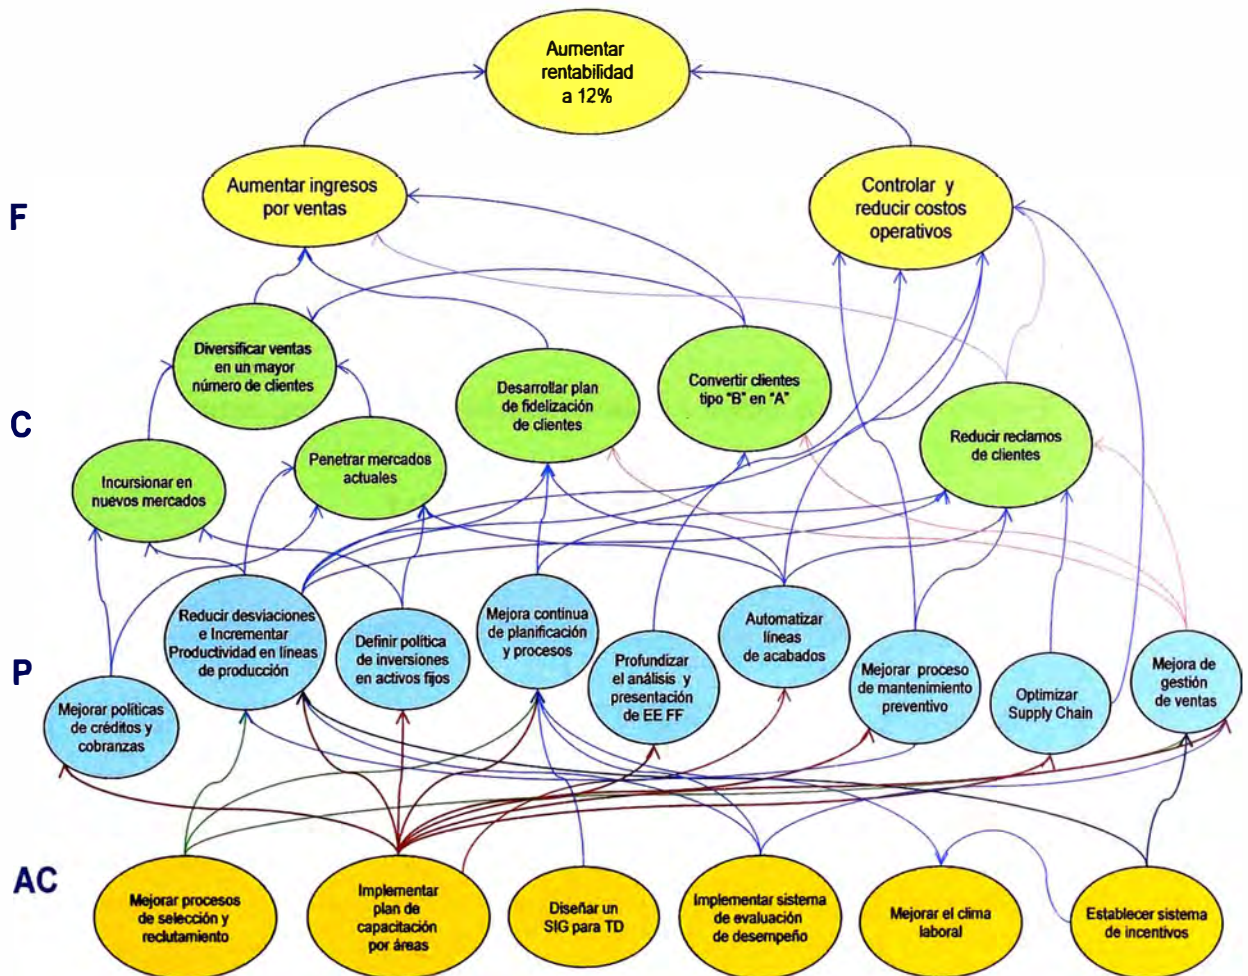 Aumentar
rentabilidad
a 12%
Aumentar ingresos
por ventas
Controlar y
reducir costos
operativos
F
Diversificar ventas
en un mayor
número de clientes
Desarrollar plan
de fidelización
de clientes
Convertir clientes
tipo "B" en "A"
C
Reducir reclamos
de clientes
Incursionar en
nuevos mercados
Penetrar mercados
actuales
Reducir desviaciones
e Incrementar
Productividad en líneas
de producción
Definir política
de inversiones
en activos fijos
Mejora continua
de planificación
y procesos
Profundizar
el análisis y
presentación
de EE FF
Automatizar
líneas
de acabados
Mejorar proceso
de mantenimiento
preventivo
Optimizar
Supply Chain
Mejora de
gestión
de ventas
P
Mejorar políticas
de créditos y
cobranzas
AC
Mejorar procesos
de selección y
reclutamiento
Implementar
plan de
capacitación
por áreas
Diseñar un
SIG para TD
Implementar sistema
de evaluación
de desempeño
Mejorar el clima
laboral
Establecer sistema
de incentivos